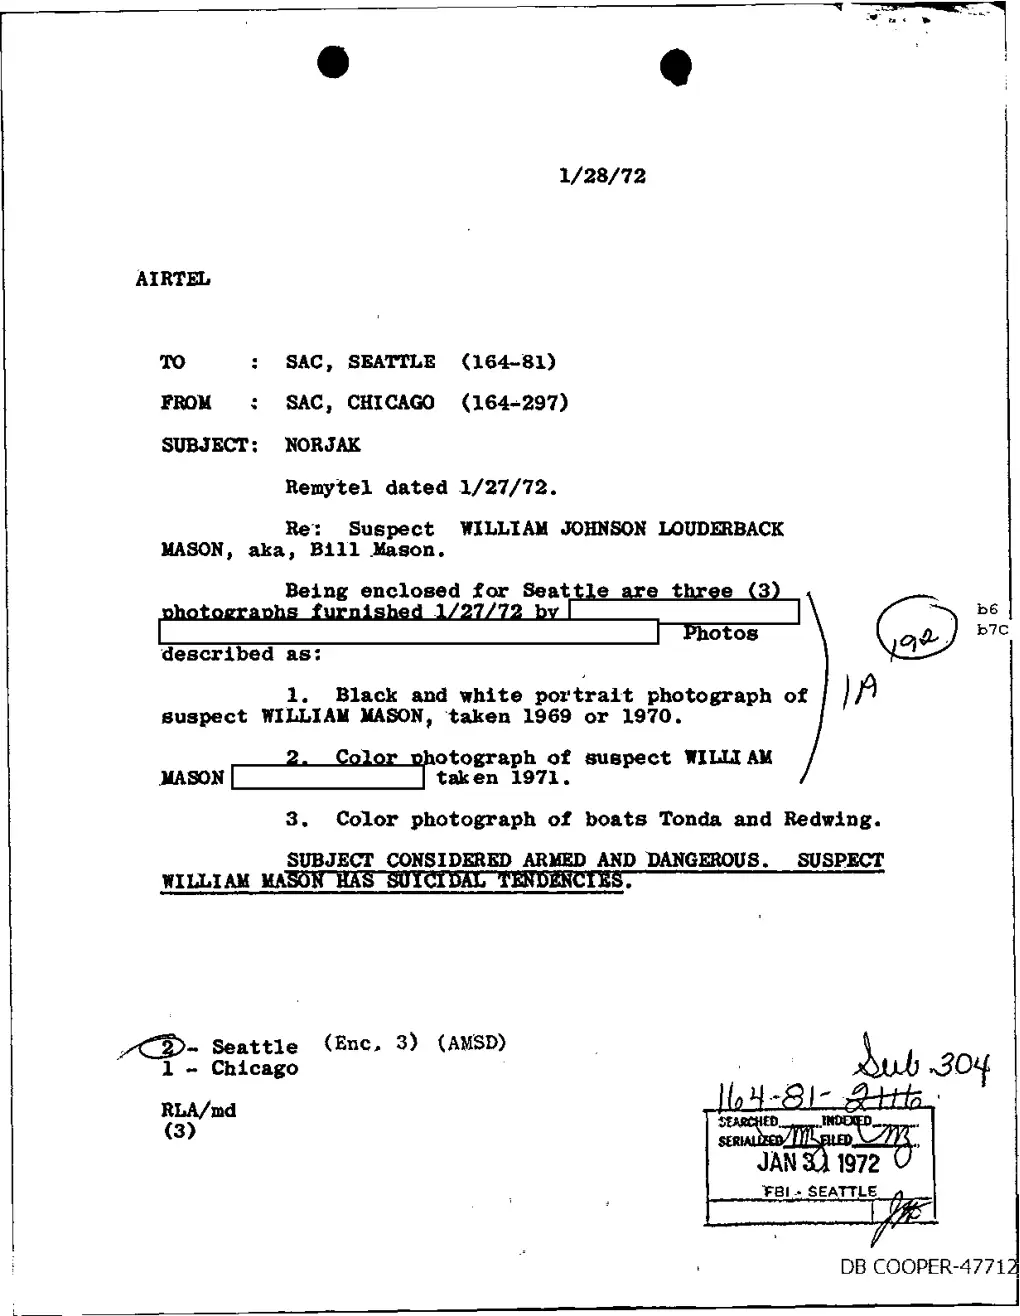 1/28/72
AIRTEL
TO : SAC, SEATTLE (164-81)
FROM : SAC, CHICAGO (164-297)
SUBJECT: NORJAK
Remytel dated 1/27/72.
Re: Suspect WILLIAM JOHNSON LOUDERBACK
MASON, aka, Bill Mason.
Being enclosed for Seattle are three (3)
photographs furnished 1/27/72 by
Photos
described as:
b6
b7C
192
1A
1. Black and white portrait photograph of
suspect WILLIAM MASON, taken 1969 or 1970.
2. Color photograph of suspect WILLIAM
MASON taken 1971.
3. Color photograph of boats Tonda and Redwing.
SUBJECT CONSIDERED ARMED AND DANGEROUS. SUSPECT
WILLIAM MASON HAS SUICIDAL TENDENCIES.
2 - Seattle (Enc. 3) (AMSD)
1 - Chicago
RLA/md
(3)
Sub 304
164-81-
SEARCHED INDEXED
SERIALIZED FILED
JAN 31 1972
FBI - SEATTLE
DB COOPER-47712